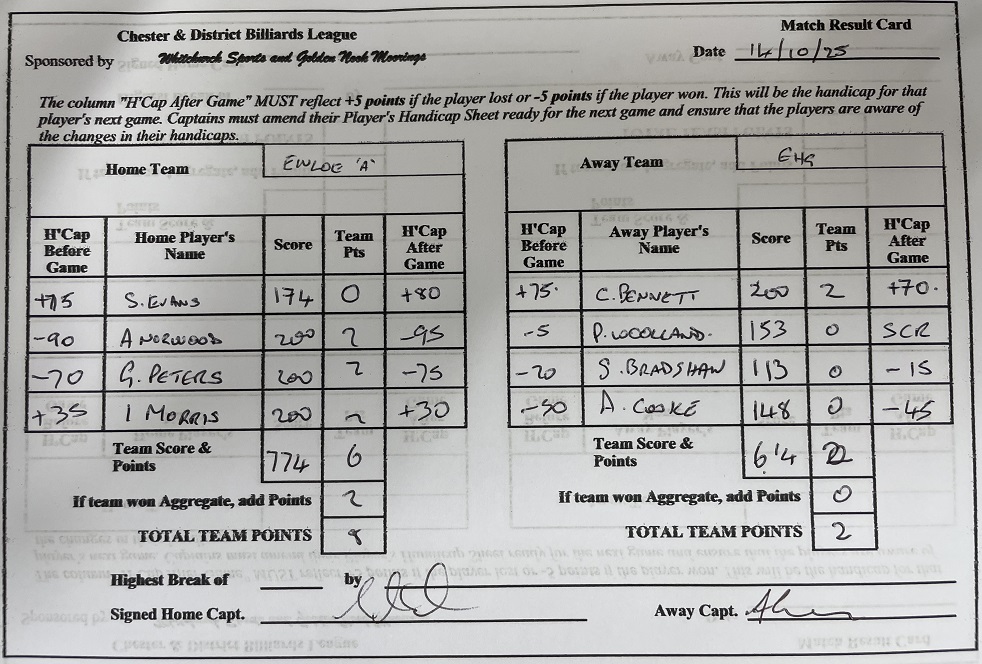 Chester & District Billiards League
Match Result Card
Sponsored by Whitchurch Sports and Golden Nook Moorings
Date 14/10/25
The column "H'Cap After Game" MUST reflect +5 points if the player lost or -5 points if the player won. This will be the handicap for that
player's next game. Captains must amend their Player's Handicap Sheet ready for the next game and ensure that the players are aware of
the changes in their handicaps.
Home Team EWLOE 'A'
H'Cap Before Game Home Player's Name Score Team Pts H'Cap After Game
+75 S. EVANS 174 0 +80
-90 A NORWOOD 200 2 -95
-70 G. PETERS 200 2 -75
+35 I MORRIS 200 2 +30
Team Score & Points 774 6
If team won Aggregate, add Points 2
TOTAL TEAM POINTS 8
Away Team EHG
H'Cap Before Game Away Player's Name Score Team Pts H'Cap After Game
+75. C. BENNETT 200 2 +70.
-5 P. WOOLLAND. 153 0 SCR
-20 S. BRADSHAW 113 0 -15
-50 A. COOKE 148 0 -45
Team Score & Points 614 2
If team won Aggregate, add Points 0
TOTAL TEAM POINTS 2
Highest Break of by
Signed Home Capt.
Away Capt.